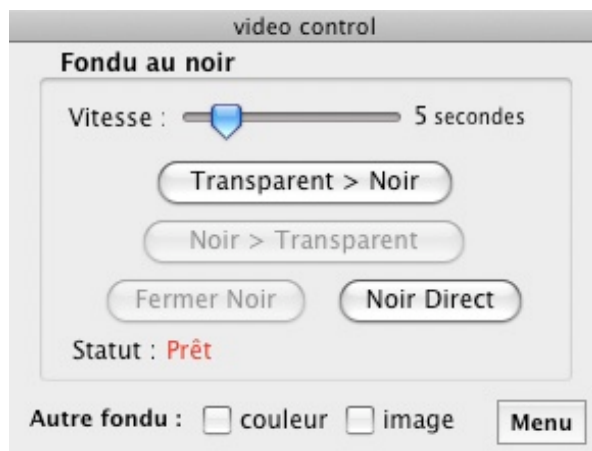 video control
Fondu au noir
Vitesse : 5 secondes
Transparent > Noir
Noir > Transparent
Fermer Noir Noir Direct
Statut : Prêt
Autre fondu : couleur image Menu